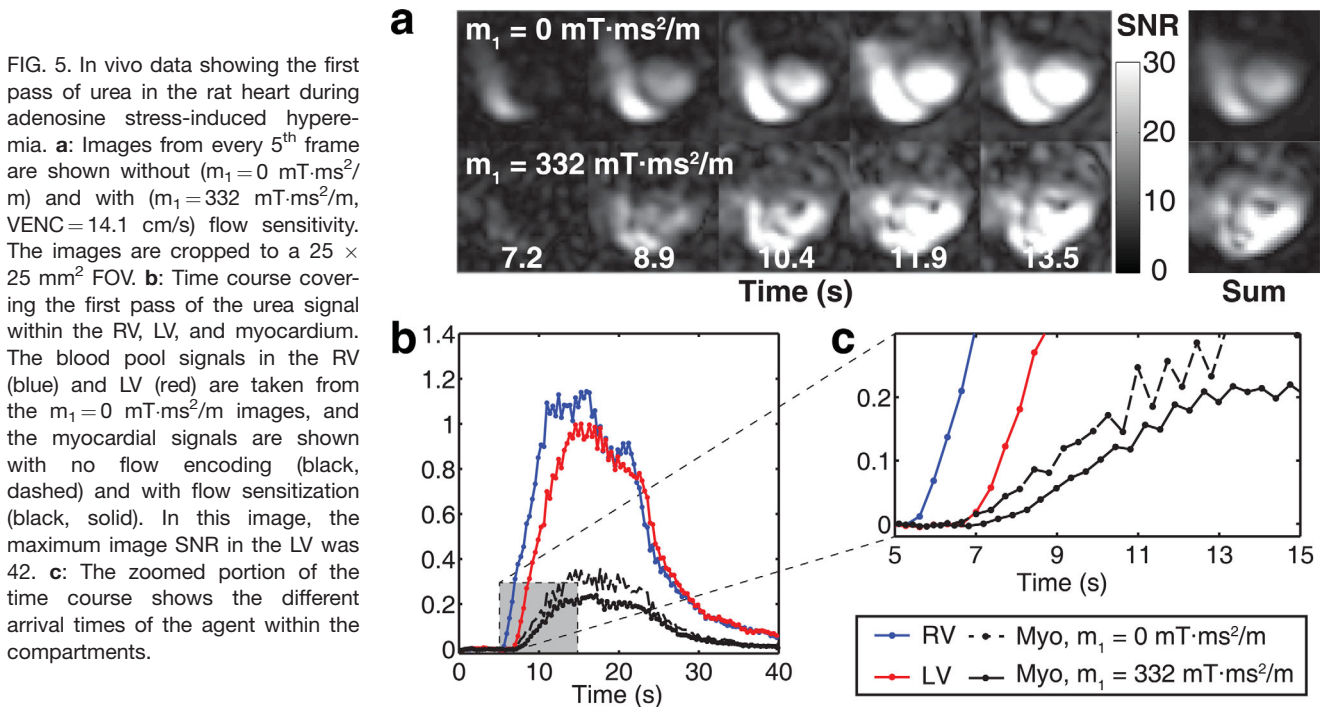 FIG. 5. In vivo data showing the first
pass of urea in the rat heart during
adenosine stress-induced hypere-
mia. a: Images from every 5th frame
are shown without (m₁ = 0 mT·ms²/
m) and with (m₁ = 332 mT·ms²/m,
VENC = 14.1 cm/s) flow sensitivity.
The images are cropped to a 25 ×
25 mm² FOV. b: Time course cover-
ing the first pass of the urea signal
within the RV, LV, and myocardium.
The blood pool signals in the RV
(blue) and LV (red) are taken from
the m₁ = 0 mT·ms²/m images, and
the myocardial signals are shown
with no flow encoding (black,
dashed) and with flow sensitization
(black, solid). In this image, the
maximum image SNR in the LV was
42. c: The zoomed portion of the
time course shows the different
arrival times of the agent within the
compartments.
a
m₁ = 0 mT·ms²/m
m₁ = 332 mT·ms²/m
7.2 8.9 10.4 11.9 13.5
Time (s)
SNR
30
20
10
0
Sum
b
1.4
1.2
1
0.8
0.6
0.4
0.2
0
0 10 20 30 40
Time (s)
c
0.2
0.1
0
5 7 9 11 13 15
Time (s)
RV Myo, m₁ = 0 mT·ms²/m
LV Myo, m₁ = 332 mT·ms²/m